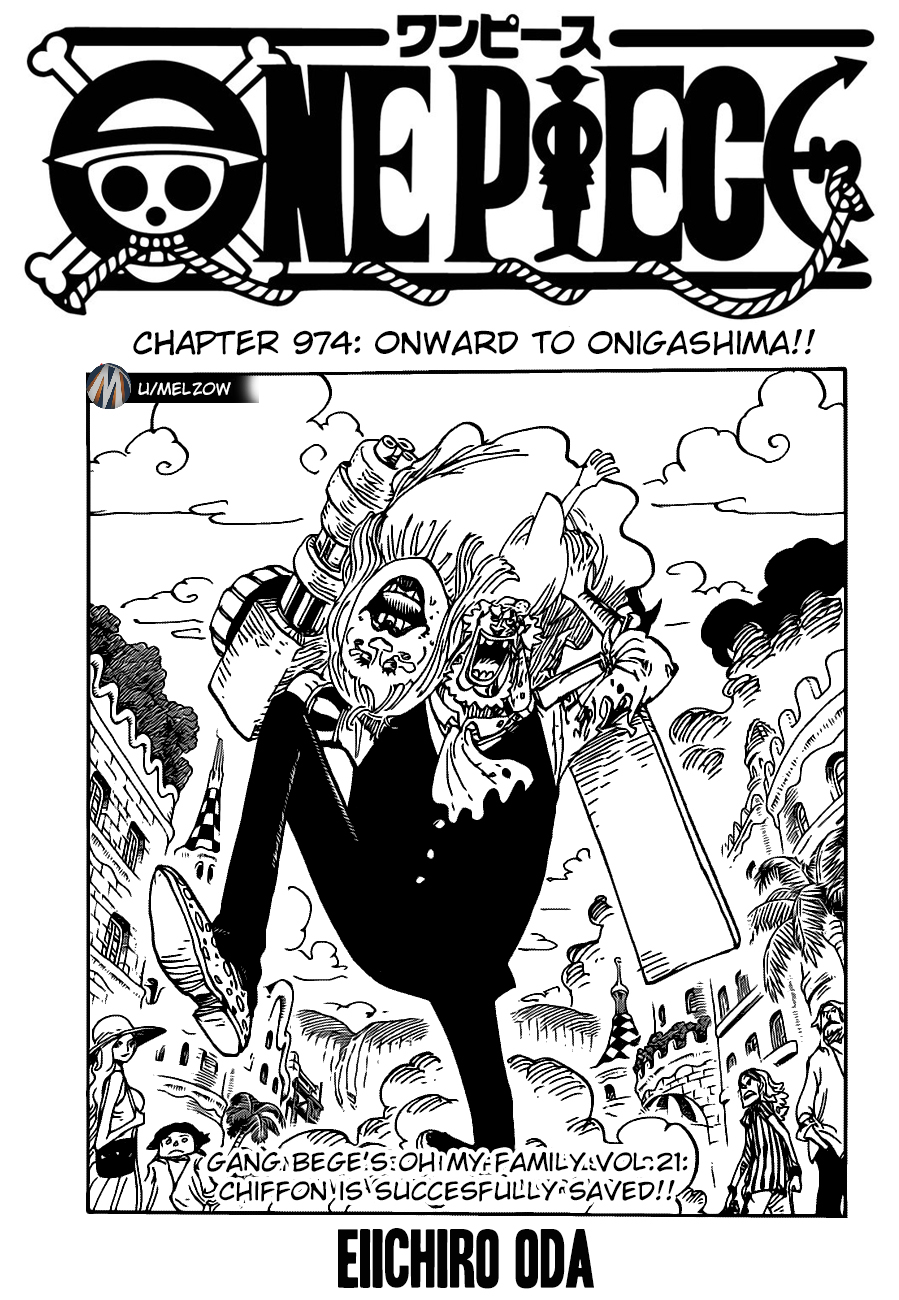 ワンピース
ONE PIECE
CHAPTER 974: ONWARD TO ONIGASHIMA!!
U/MELZOW
GANG BEGE'S OH MY FAMILY VOL.21:
CHIFFON IS SUCCESFULLY SAVED!!
EIICHIRO ODA